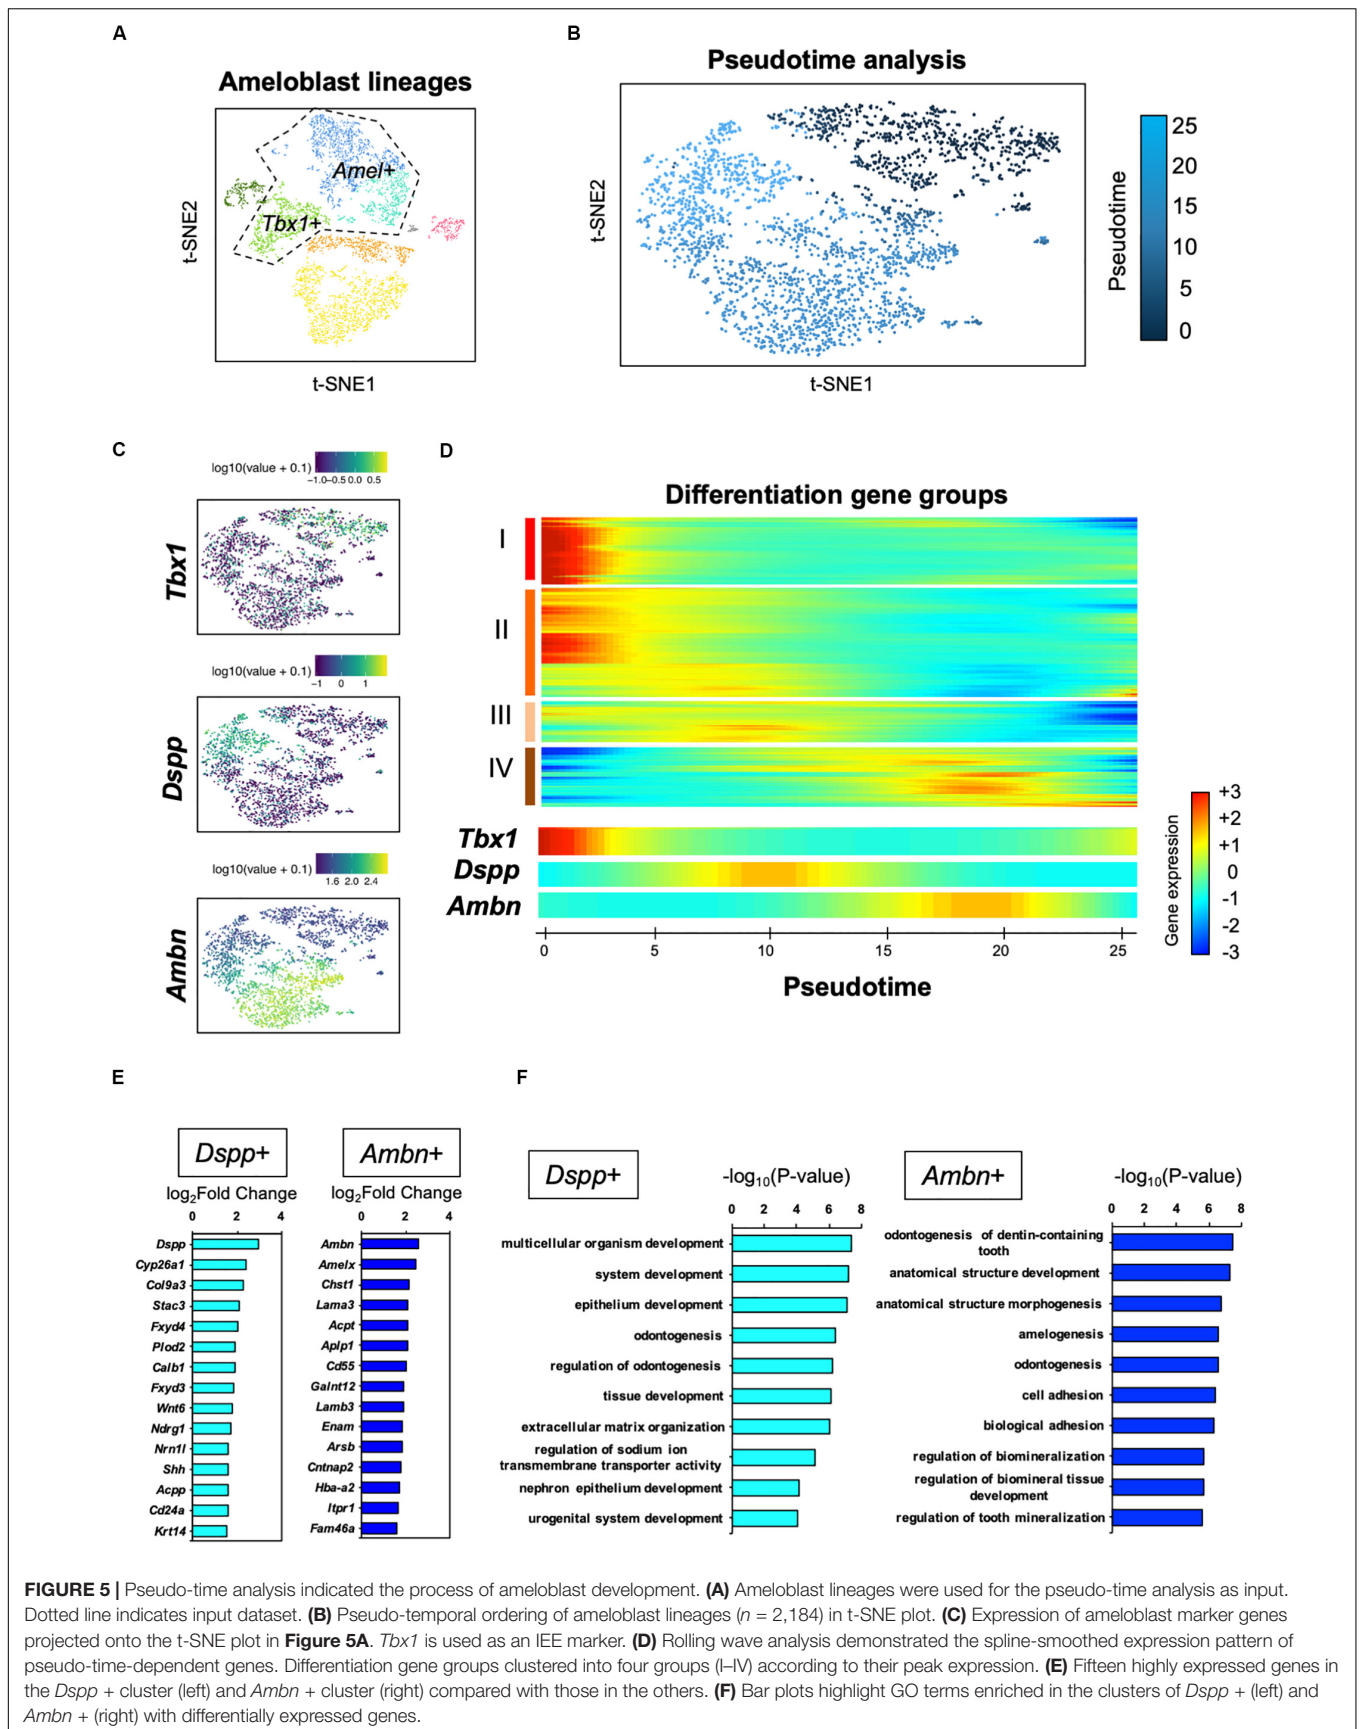 A
Ameloblast lineages
Amel+
Tbx1+
t-SNE2
t-SNE1
B
Pseudotime analysis
t-SNE2
t-SNE1
Pseudotime
25
20
15
10
5
0
C
log10(value + 0.1)
−1.0−0.5 0.0 0.5
Tbx1
log10(value + 0.1)
−1 0 1
Dspp
log10(value + 0.1)
1.6 2.0 2.4
Ambn
D
Differentiation gene groups
I
II
III
IV
Tbx1
Dspp
Ambn
0 5 10 15 20 25
Pseudotime
Gene expression
+3
+2
+1
0
-1
-2
-3
E
Dspp+
log2Fold Change
0 2 4
Dspp
Cyp26a1
Col9a3
Stac3
Fxyd4
Plod2
Calb1
Fxyd3
Wnt6
Ndrg1
Nrn1l
Shh
Acpp
Cd24a
Krt14
Ambn+
log2Fold Change
0 2 4
Ambn
Amelx
Chst1
Lama3
Acpt
Aplp1
Cd55
Galnt12
Lamb3
Enam
Arsb
Cntnap2
Hba-a2
Itpr1
Fam46a
F
Dspp+
-log10(P-value)
0 2 4 6 8
multicellular organism development
system development
epithelium development
odontogenesis
regulation of odontogenesis
tissue development
extracellular matrix organization
regulation of sodium ion
transmembrane transporter activity
nephron epithelium development
urogenital system development
Ambn+
-log10(P-value)
0 2 4 6 8
odontogenesis of dentin-containing
tooth
anatomical structure development
anatomical structure morphogenesis
amelogenesis
odontogenesis
cell adhesion
biological adhesion
regulation of biomineralization
regulation of biomineral tissue
development
regulation of tooth mineralization
FIGURE 5 | Pseudo-time analysis indicated the process of ameloblast development. (A) Ameloblast lineages were used for the pseudo-time analysis as input.
Dotted line indicates input dataset. (B) Pseudo-temporal ordering of ameloblast lineages (n = 2,184) in t-SNE plot. (C) Expression of ameloblast marker genes
projected onto the t-SNE plot in Figure 5A. Tbx1 is used as an IEE marker. (D) Rolling wave analysis demonstrated the spline-smoothed expression pattern of
pseudo-time-dependent genes. Differentiation gene groups clustered into four groups (I–IV) according to their peak expression. (E) Fifteen highly expressed genes in
the Dspp + cluster (left) and Ambn + cluster (right) compared with those in the others. (F) Bar plots highlight GO terms enriched in the clusters of Dspp + (left) and
Ambn + (right) with differentially expressed genes.